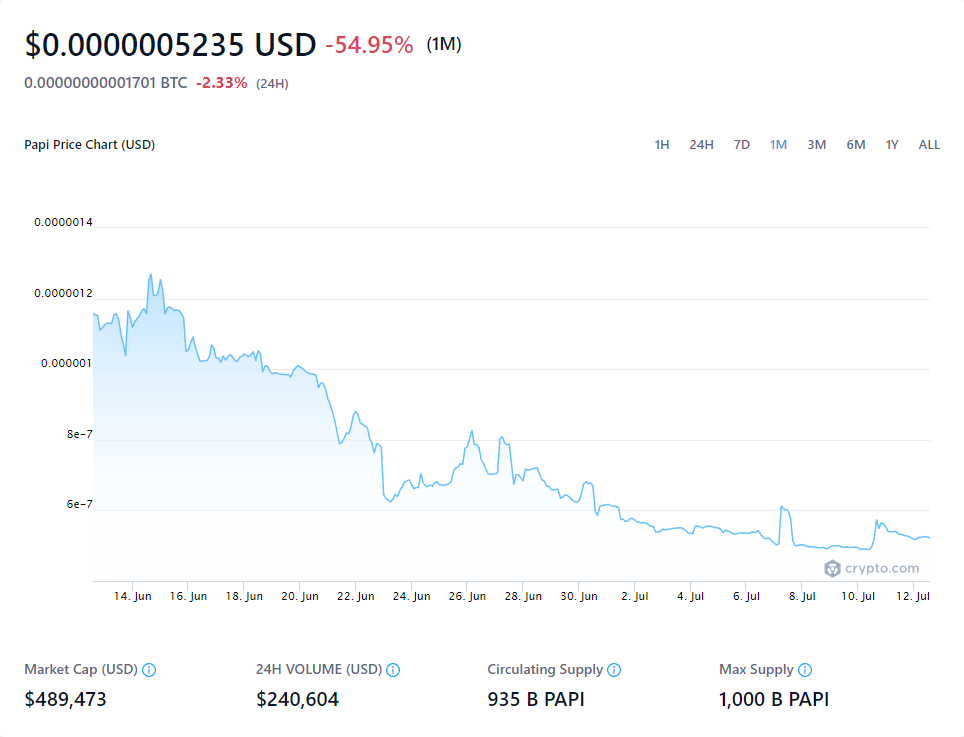 $0.0000005235 USD -54.95% (1M)
0.00000000001701 BTC -2.33% (24H)
Papi Price Chart (USD) 1H 24H 7D 1M 3M 6M 1Y ALL
0.0000014
0.0000012
0.000001
8e-7
6e-7
crypto.com
14. Jun 16. Jun 18. Jun 20. Jun 22. Jun 24. Jun 26. Jun 28. Jun 30. Jun 2. Jul 4. Jul 6. Jul 8. Jul 10. Jul 12. Jul
Market Cap (USD) 24H VOLUME (USD) Circulating Supply Max Supply
$489,473 $240,604 935 B PAPI 1,000 B PAPI